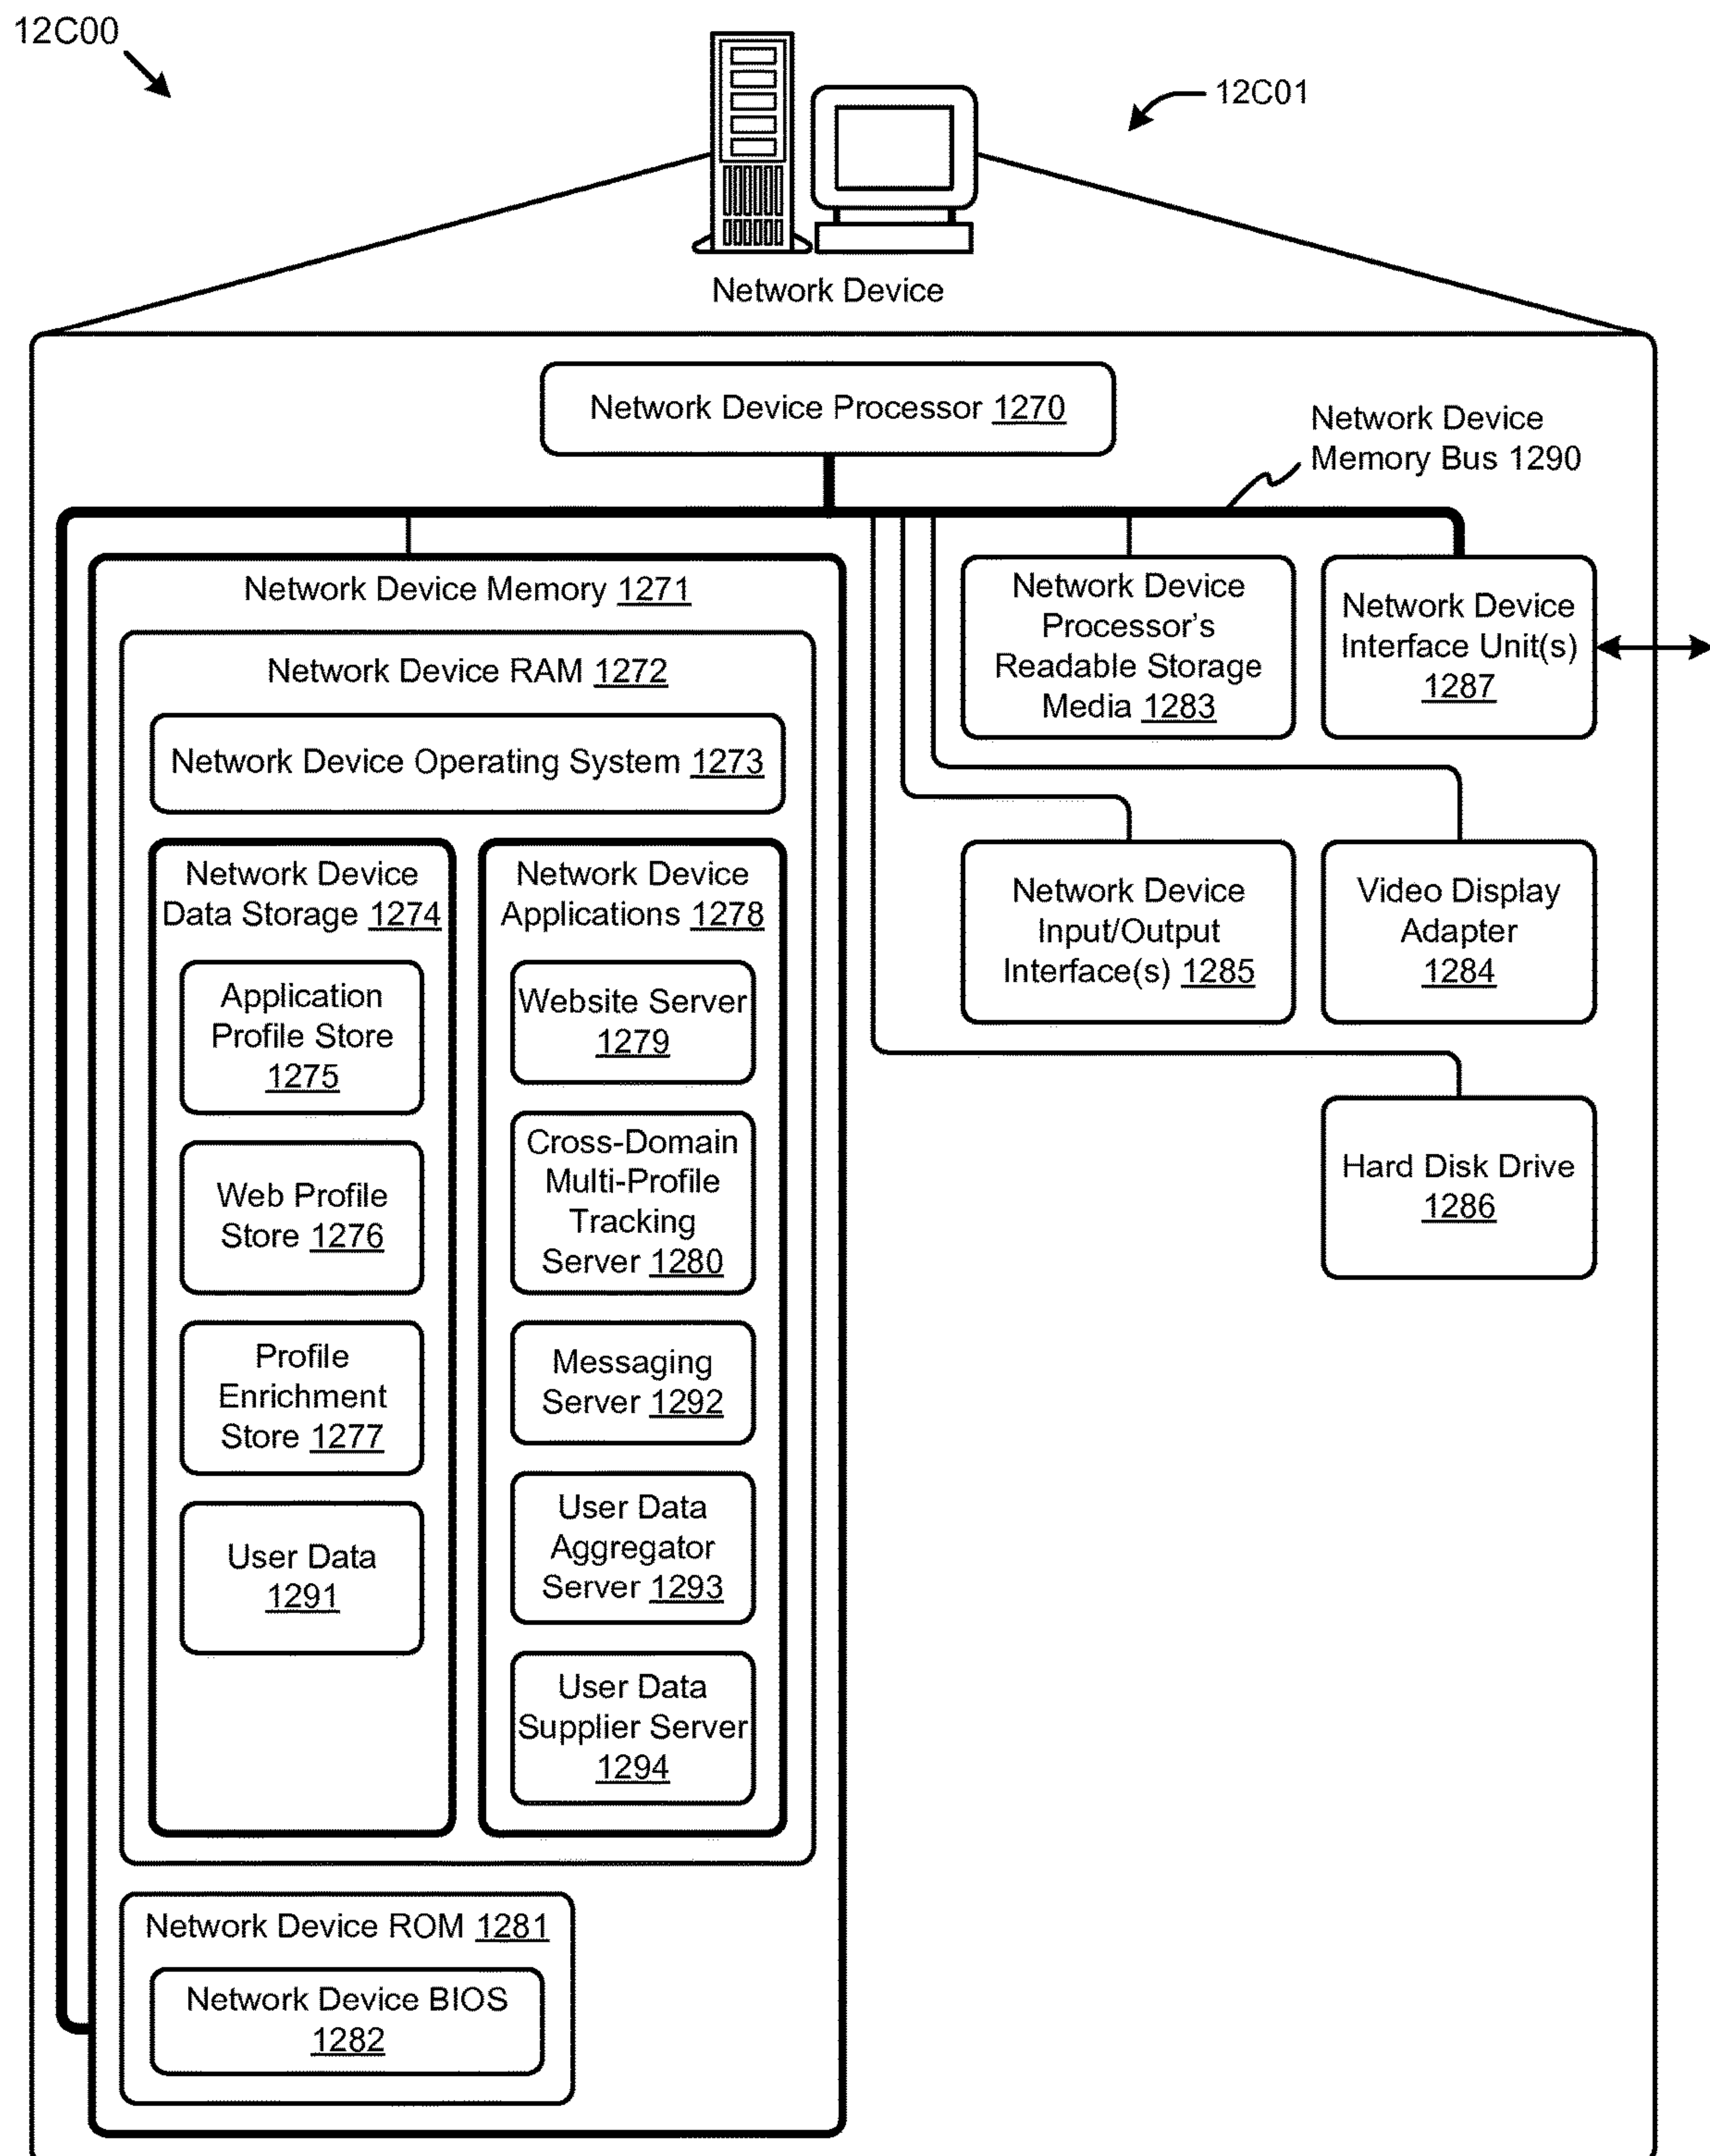 12C00
12C01
Network Device
Network Device Processor 1270
Network Device
Memory Bus 1290
Network Device Memory 1271
Network Device RAM 1272
Network Device Operating System 1273
Network Device
Data Storage 1274
Application
Profile Store
1275
Web Profile
Store 1276
Profile
Enrichment
Store 1277
User Data
1291
Network Device
Applications 1278
Website Server
1279
Cross-Domain
Multi-Profile
Tracking
Server 1280
Messaging
Server 1292
User Data
Aggregator
Server 1293
User Data
Supplier Server
1294
Network Device ROM 1281
Network Device BIOS
1282
Network Device
Processor’s
Readable Storage
Media 1283
Network Device
Interface Unit(s)
1287
Network Device
Input/Output
Interface(s) 1285
Video Display
Adapter
1284
Hard Disk Drive
1286